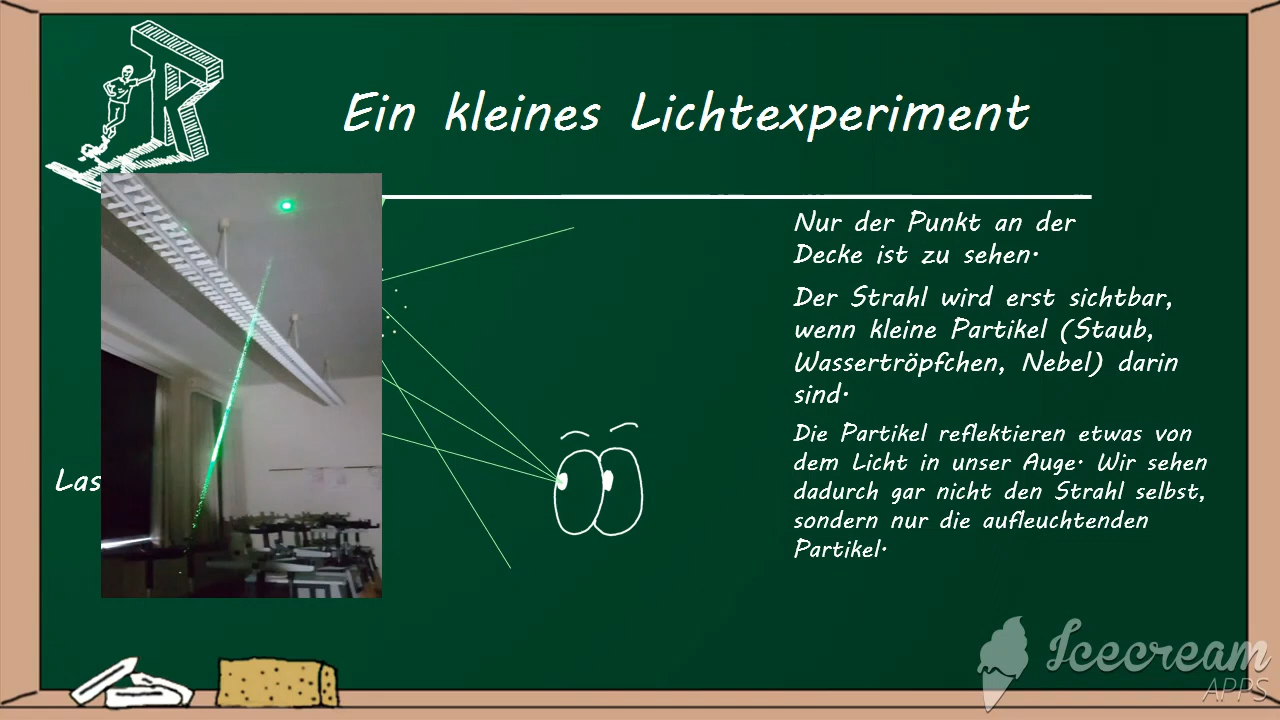 Ein kleines Lichtexperiment
Nur der Punkt an der
Decke ist zu sehen.
Der Strahl wird erst sichtbar,
wenn kleine Partikel (Staub,
Wassertröpfchen, Nebel) darin
sind.
Die Partikel reflektieren etwas von
dem Licht in unser Auge. Wir sehen
dadurch gar nicht den Strahl selbst,
sondern nur die aufleuchtenden
Partikel.
Las
Icecream
APPS